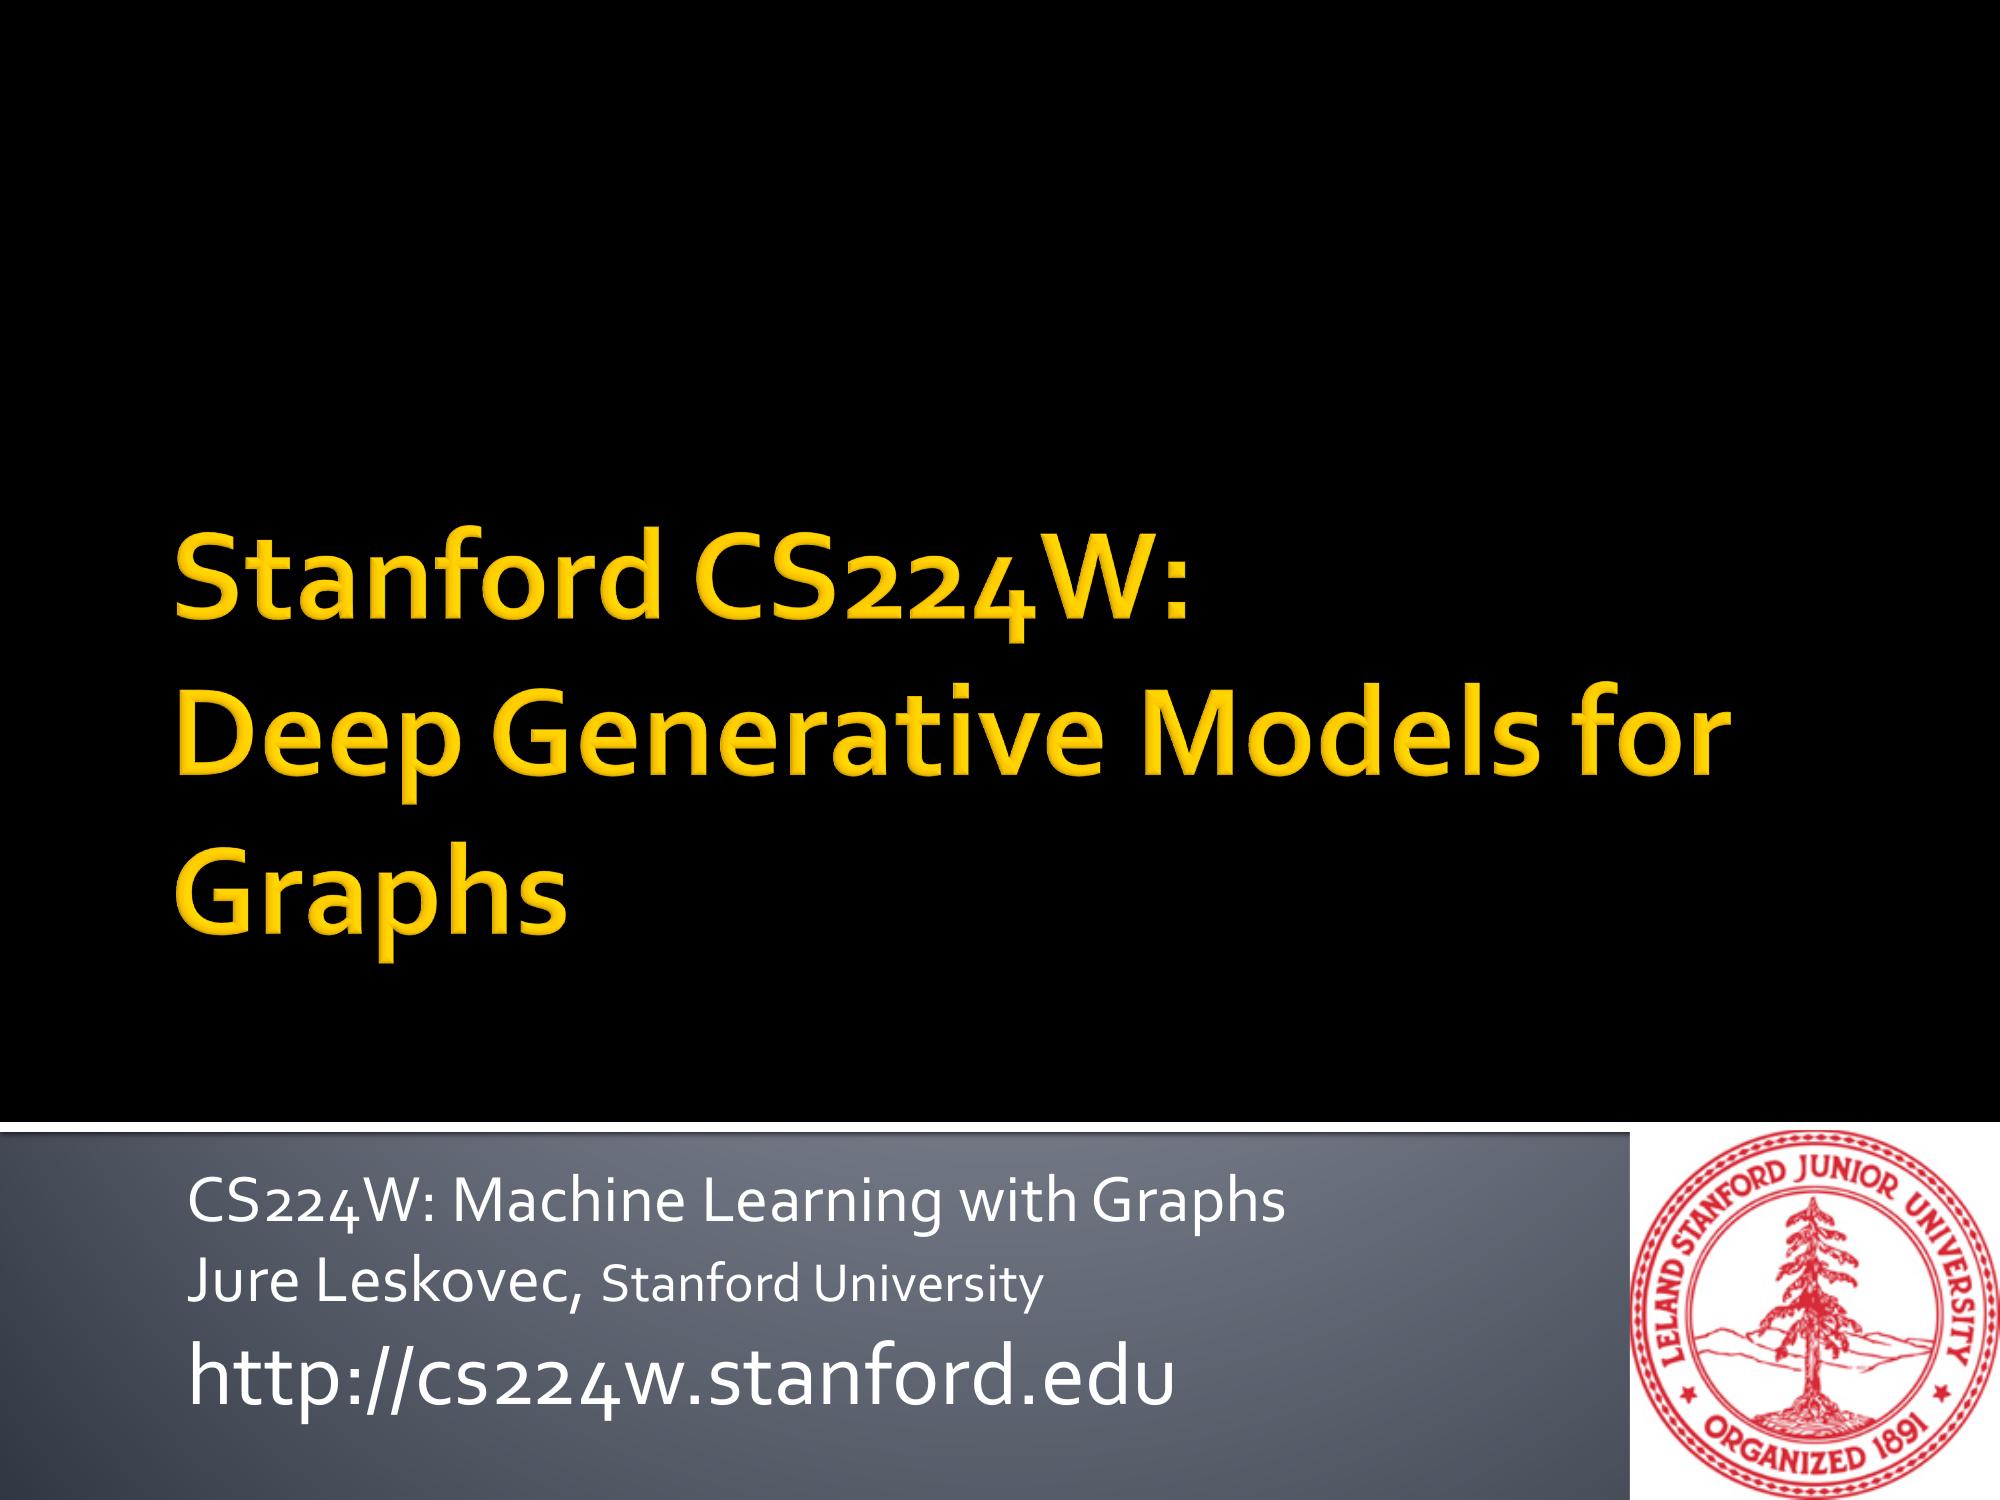 Stanford CS224W:
Deep Generative Models for
Graphs
CS224W: Machine Learning with Graphs
Jure Leskovec, Stanford University
http://cs224w.stanford.edu
LELAND STANFORD JUNIOR UNIVERSITY
ORGANIZED 1891